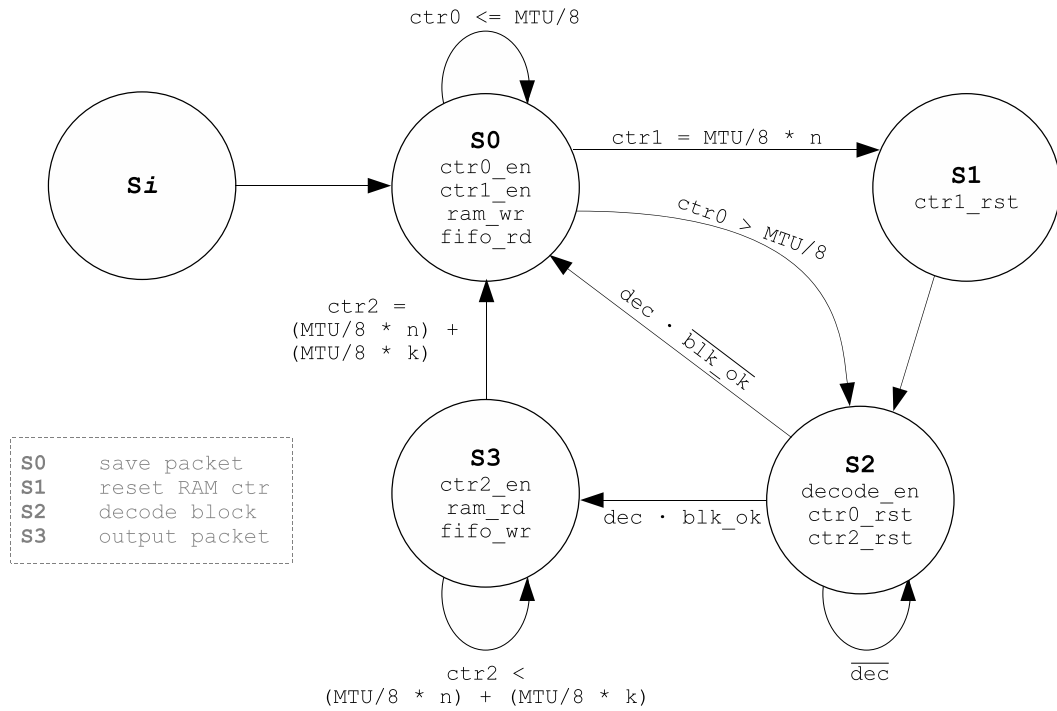 ctr0 <= MTU/8
Si
S0
ctr0_en
ctr1_en
ram_wr
fifo_rd
ctr1 = MTU/8 * n
S1
ctr1_rst
ctr0 > MTU/8
dec · blk_ok
ctr2 =
(MTU/8 * n) +
(MTU/8 * k)
S3
ctr2_en
ram_rd
fifo_wr
dec · blk_ok
S2
decode_en
ctr0_rst
ctr2_rst
S0 save packet
S1 reset RAM ctr
S2 decode block
S3 output packet
ctr2 <
(MTU/8 * n) + (MTU/8 * k)
dec